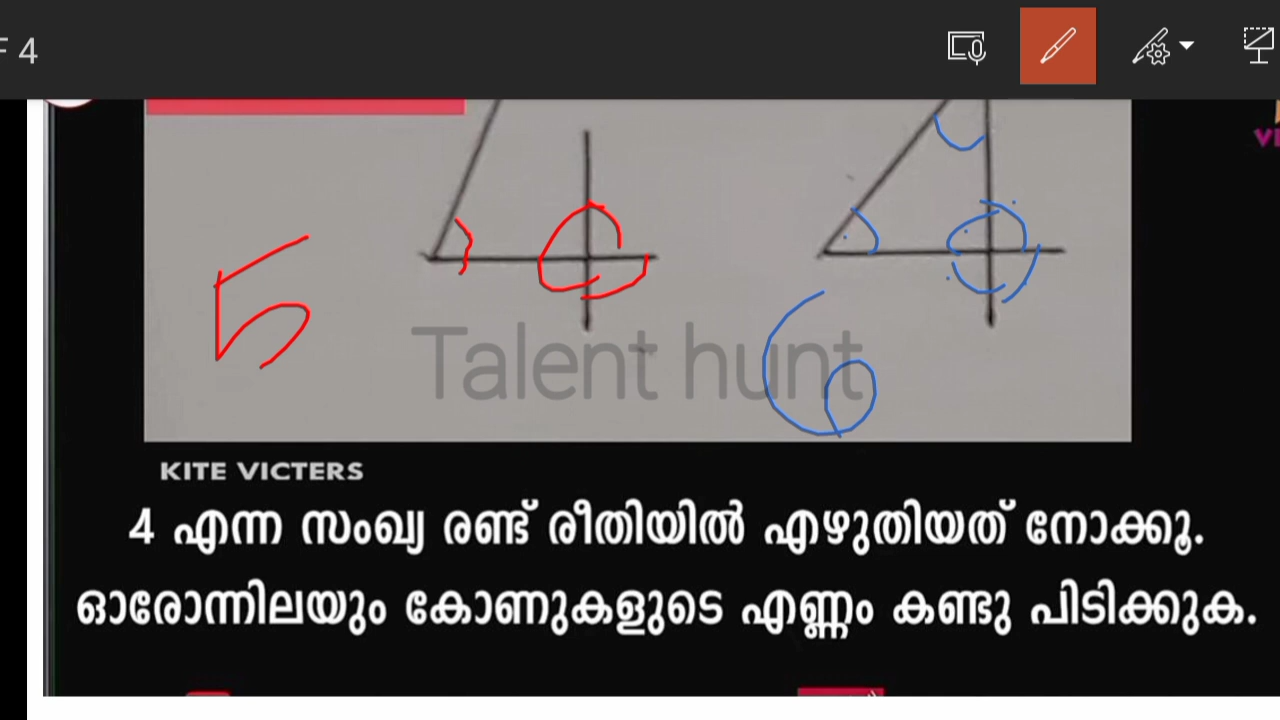 F 4
5
6
Talent hunt
KITE VICTERS
4 എന്ന സംഖ്യ രണ്ട് രീതിയിൽ എഴുതിയത് നോക്കൂ.
ഓരോന്നിലയും കോണുകളുടെ എണ്ണം കണ്ടു പിടിക്കുക.